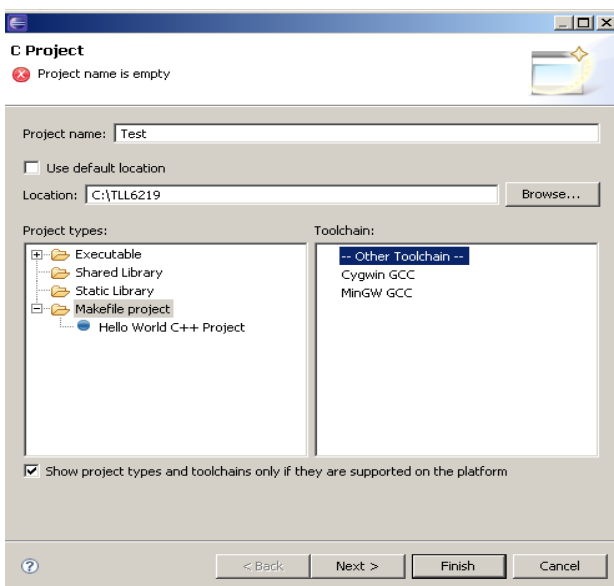 C Project
Project name is empty
Project name: Test
Use default location
Location: C:\TLL6219 Browse...
Project types: Toolchain:
Executable -- Other Toolchain --
Shared Library Cygwin GCC
Static Library MinGW GCC
Makefile project
Hello World C++ Project
Show project types and toolchains only if they are supported on the platform
? < Back Next > Finish Cancel